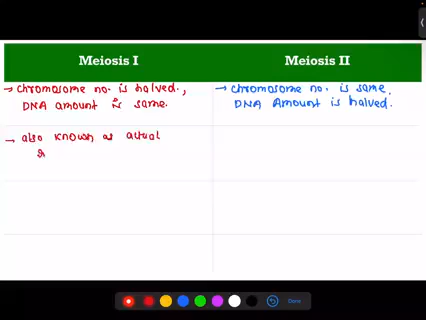 Meiosis I
Meiosis II
→ chromosome no. is halved.,
DNA amount is same.
→ chromosome no. is same.
DNA Amount is halved.
→ also known as actual
Done